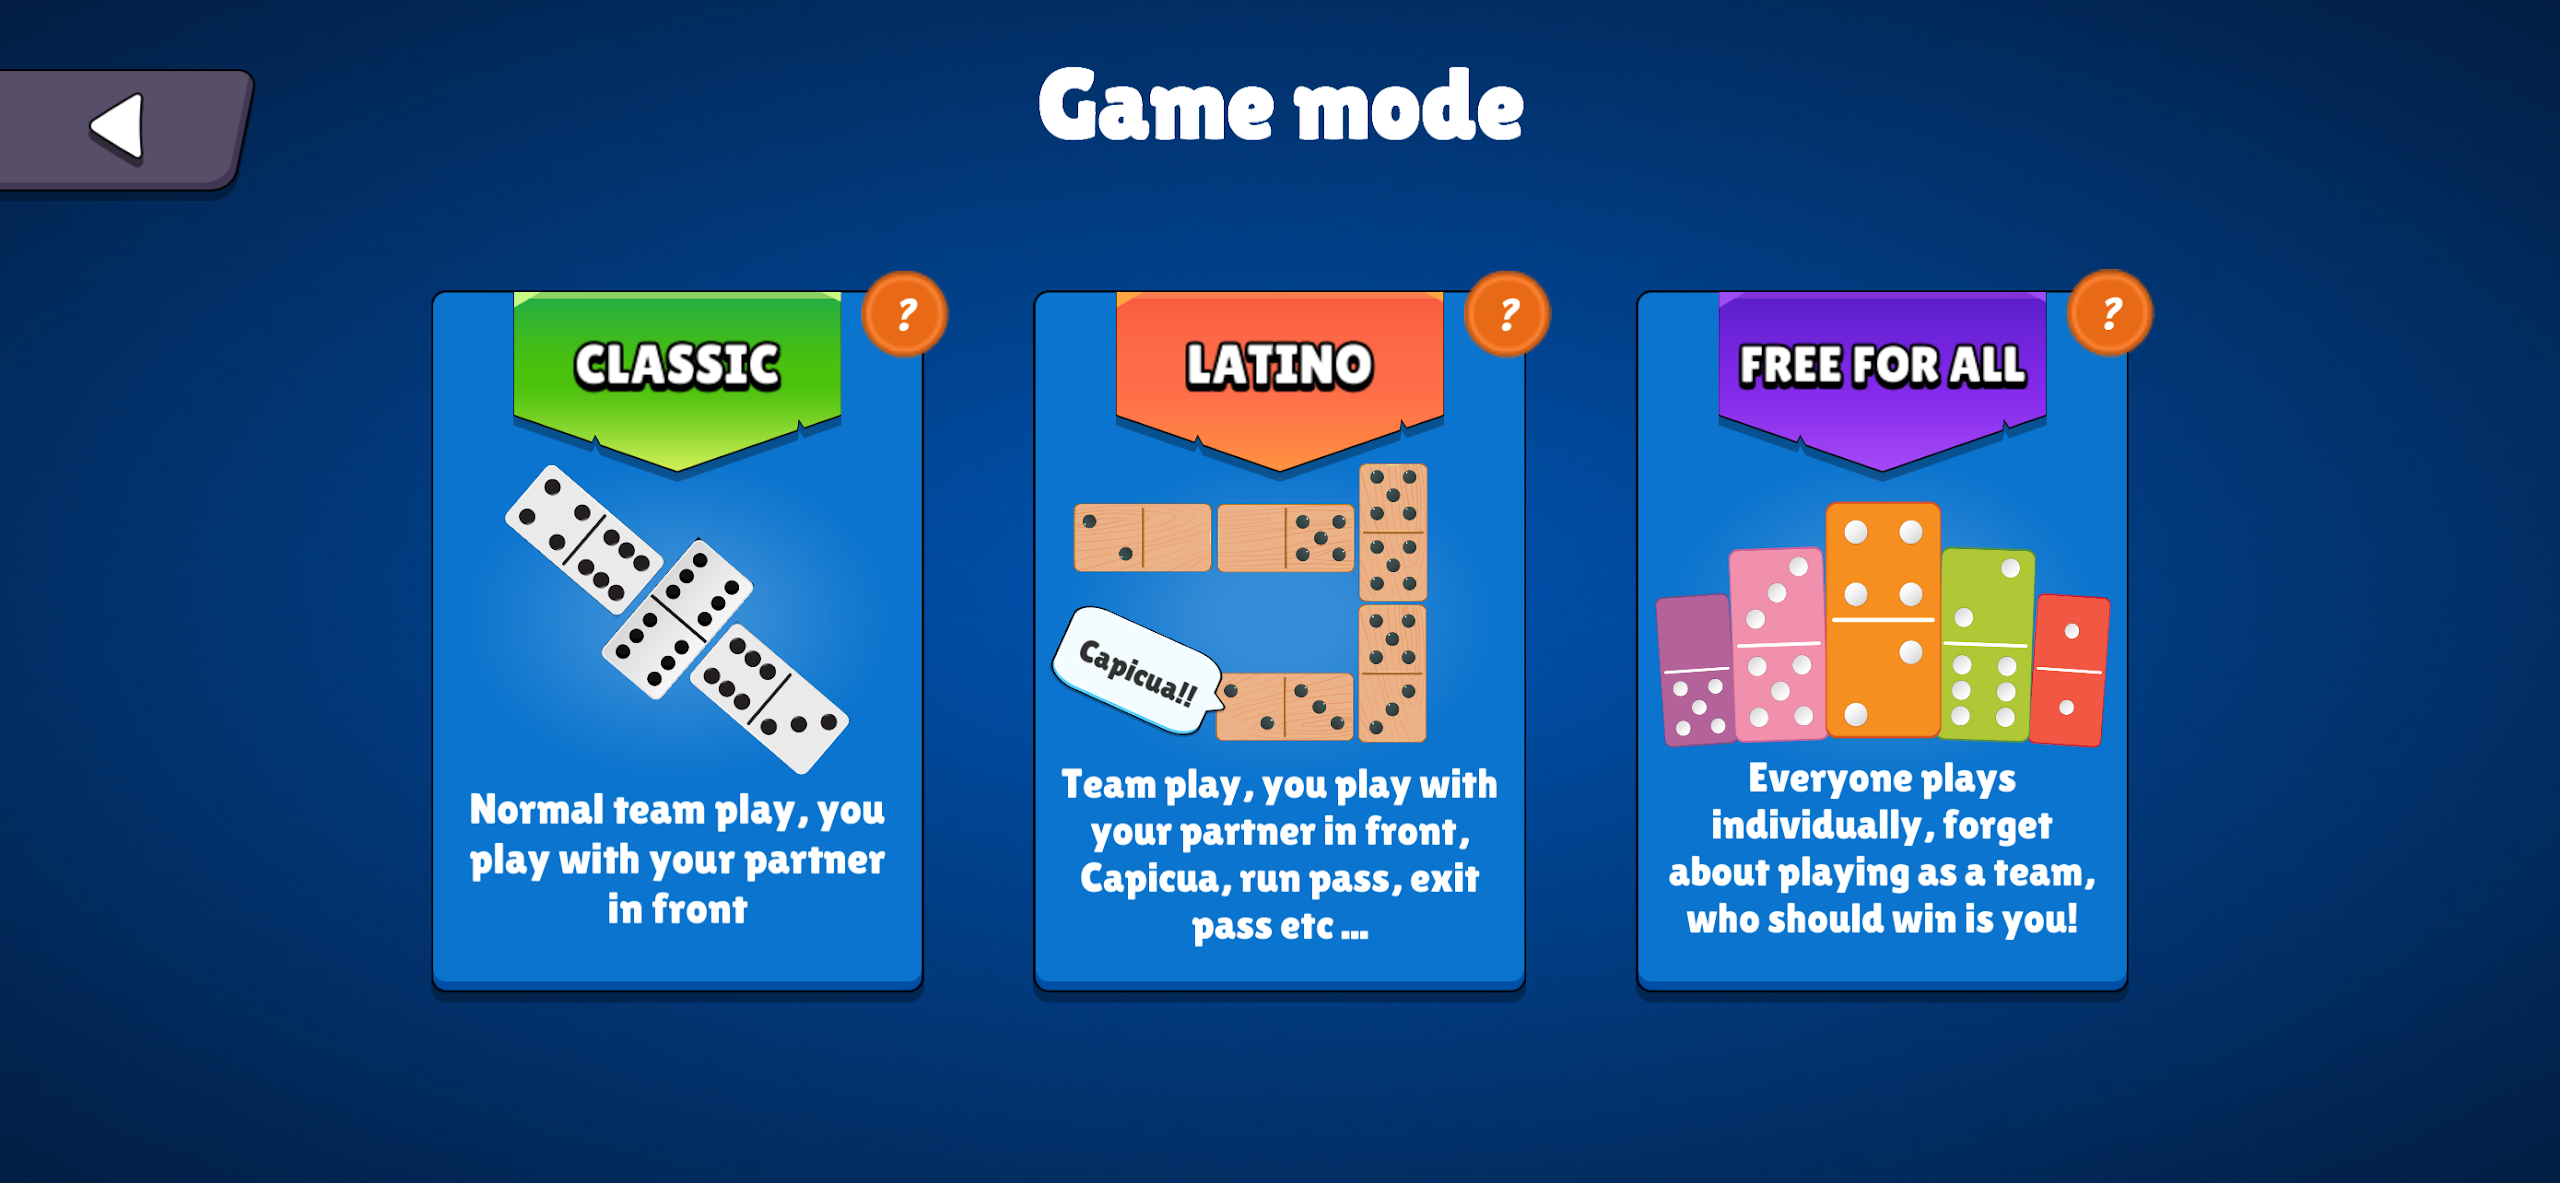 Game mode
CLASSIC
?
Normal team play, you
play with your partner
in front
LATINO
?
Capicua!!
Team play, you play with
your partner in front,
Capicua, run pass, exit
pass etc ...
FREE FOR ALL
?
Everyone plays
individually, forget
about playing as a team,
who should win is you!